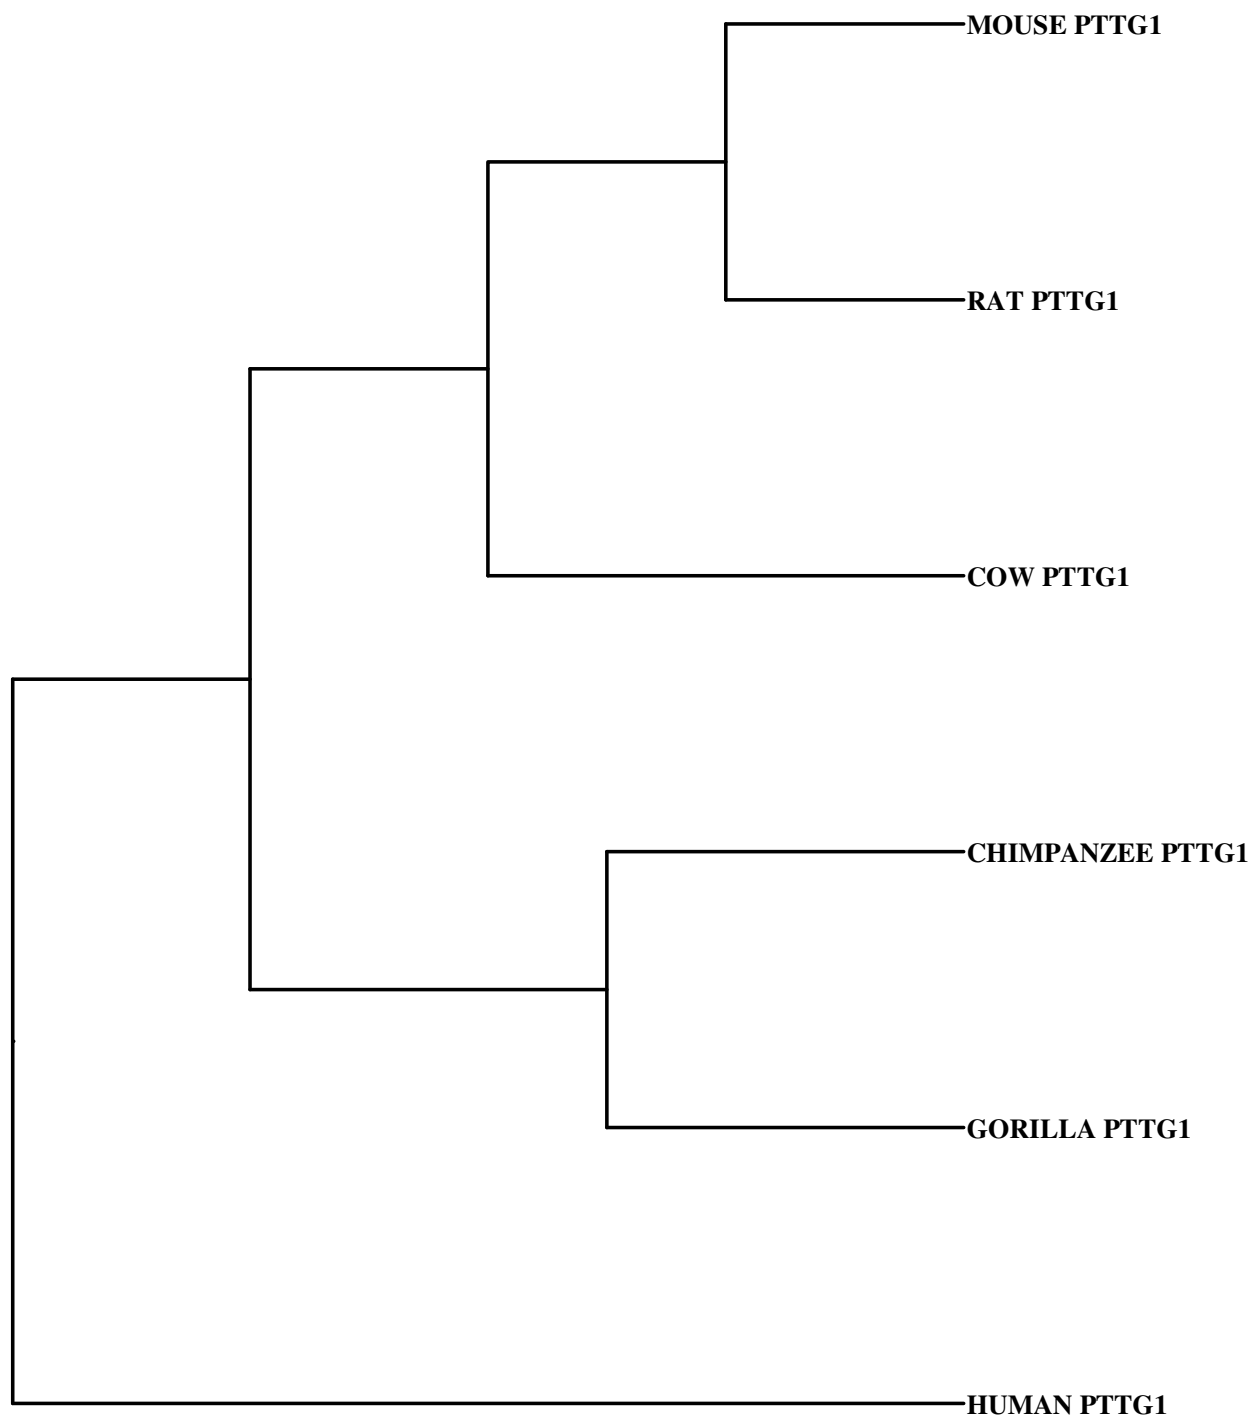 MOUSE PTTG1
RAT PTTG1
COW PTTG1
CHIMPANZEE PTTG1
GORILLA PTTG1
HUMAN PTTG1